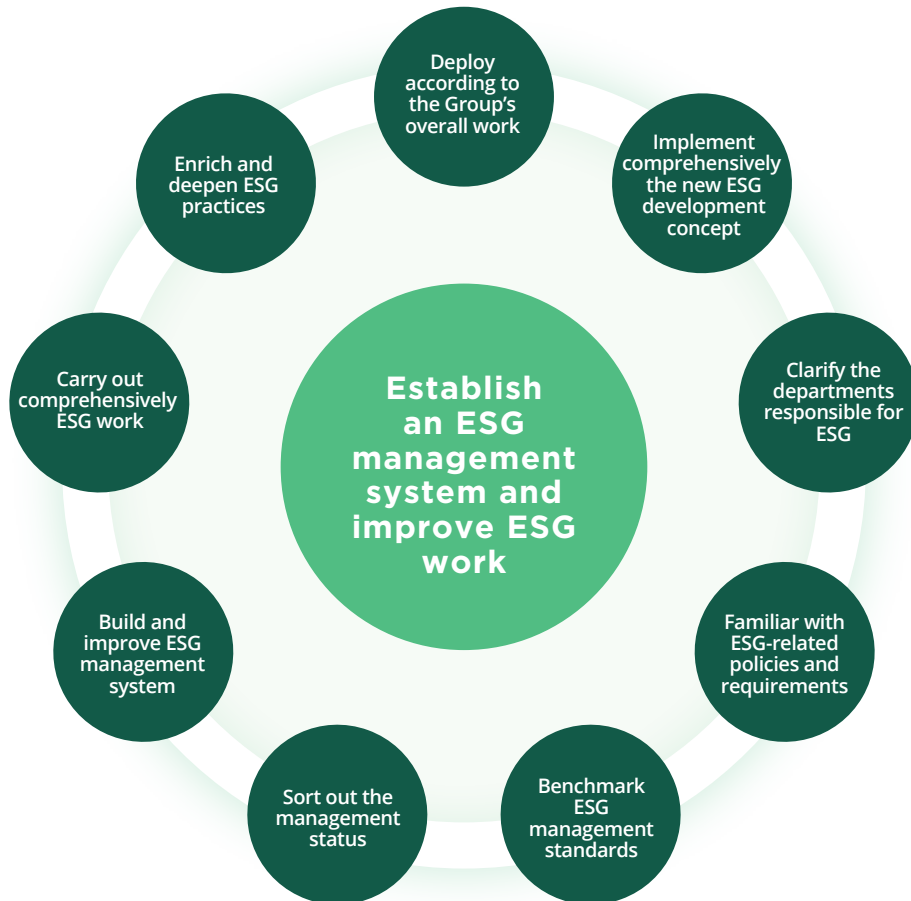 Deploy
according to
the Group's
overall work
Implement
comprehensively
the new ESG
development
concept
Clarify the
departments
responsible for
ESG
Familiar with
ESG-related
policies and
requirements
Benchmark
ESG
management
standards
Sort out the
management
status
Build and
improve ESG
management
system
Carry out
comprehensively
ESG work
Enrich and
deepen ESG
practices
Establish
an ESG
management
system and
improve ESG
work